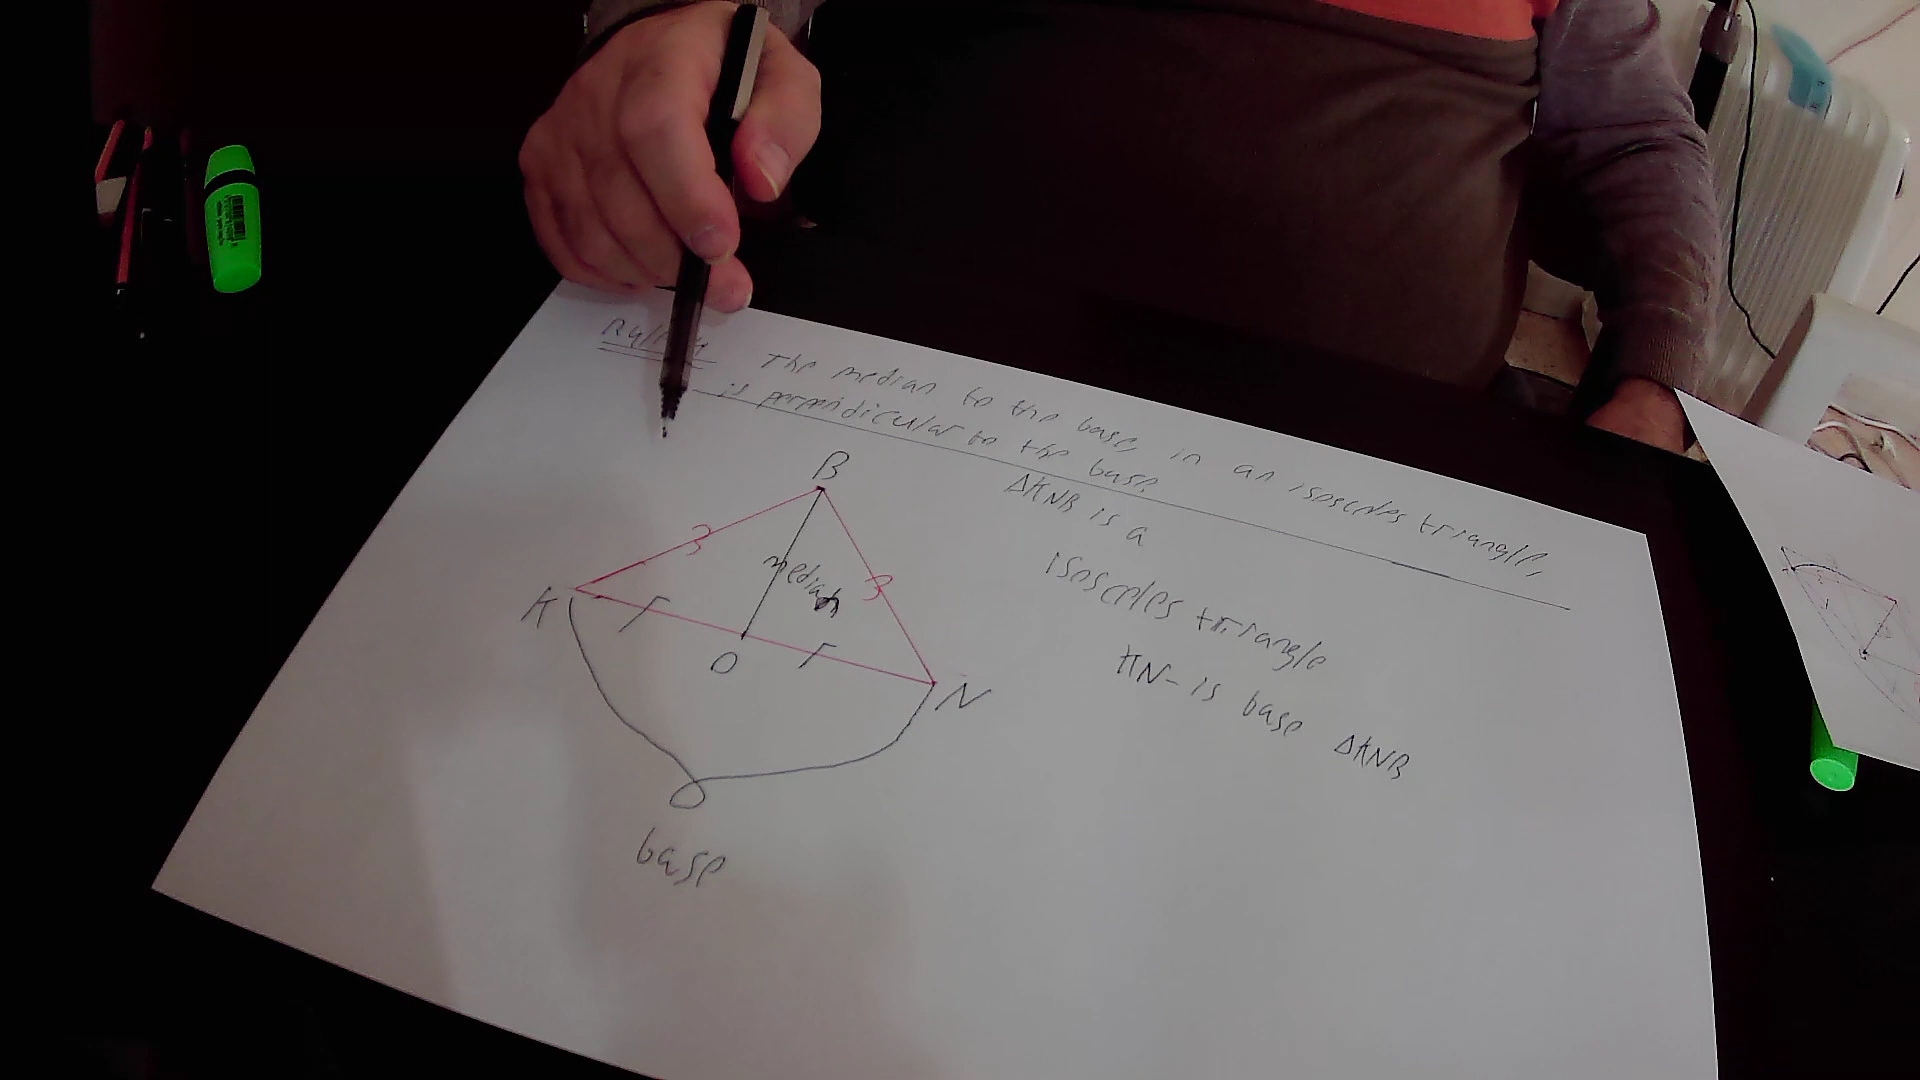 The median to the base, in an isosceles triangle,
is perpendicular to the base
B
3
3
median
K
O
N
base
ΔKNB is a
isosceles triangle
KN- is base ΔKNB